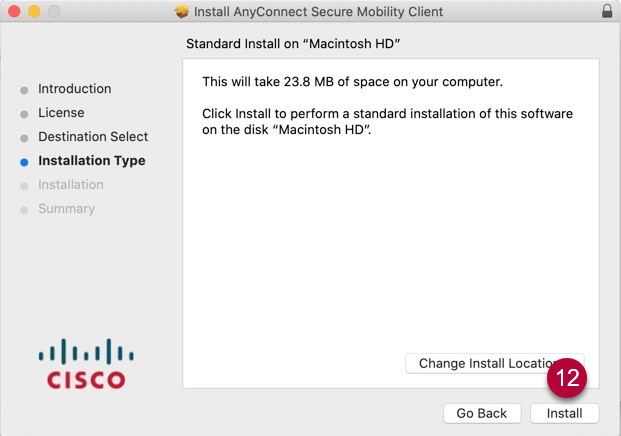 Install AnyConnect Secure Mobility Client
Standard Install on “Macintosh HD”
Introduction
License
Destination Select
Installation Type
Installation
Summary
This will take 23.8 MB of space on your computer.
Click Install to perform a standard installation of this software
on the disk “Macintosh HD”.
CISCO
Change Install Locatio
12
Go Back
Install